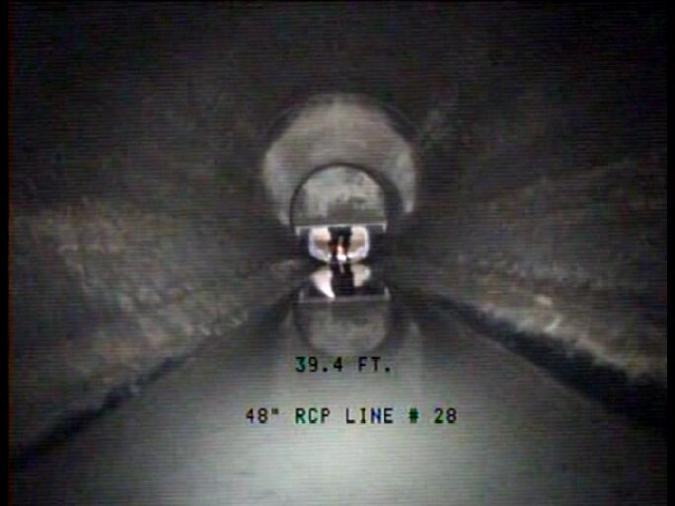 39.4 FT.
48" RCP LINE # 28